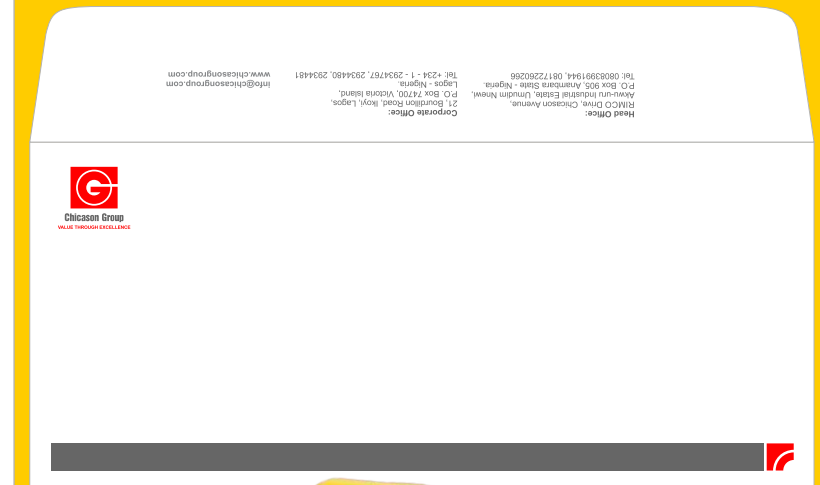 Head Office:
RIMCO Drive, Chicason Avenue,
Akwu-uru Industrial Estate, Umudim Nnewi,
P.O. Box 905, Anambara State - Nigeria.
Tel: 08083991944, 08172260266
Corporate Office:
21, Bourdillon Road, Ikoyi, Lagos,
P.O. Box 74700, Victoria Island,
Lagos - Nigeria.
Tel: +234 - 1 - 2934767, 2934480, 2934481
info@chicasongroup.com
www.chicasongroup.com
Chicason Group
VALUE THROUGH EXCELLENCE